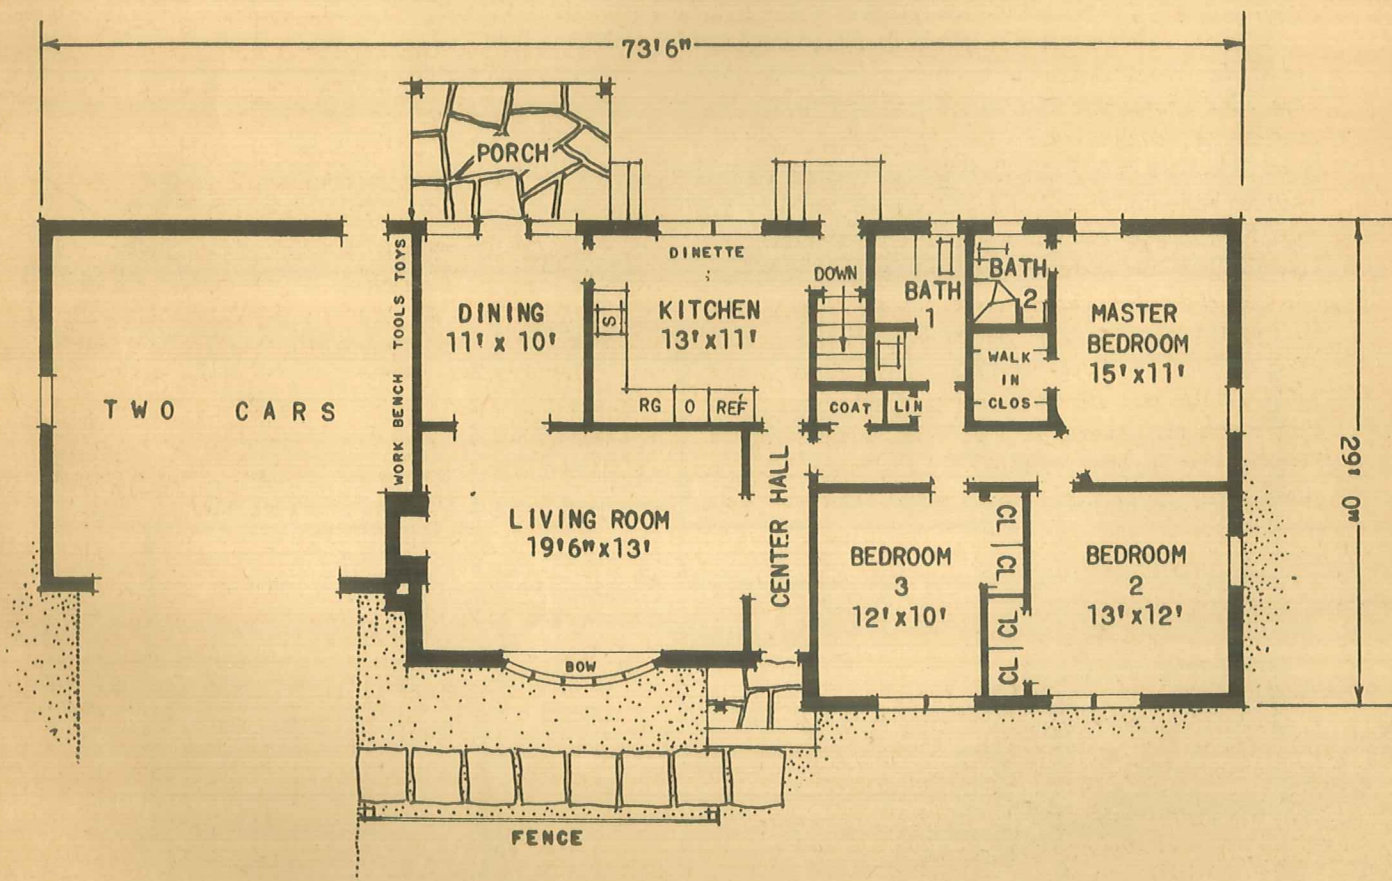 73'6"
PORCH
DINETTE
KITCHEN
13'x11'
DINING
11' x 10'
S
RG O REF
DOWN
BATH
1
BATH
2
WALK
IN
CLOS
COAT
LIN
MASTER
BEDROOM
15'x11'
TWO CARS
WORK BENCH TOOLS TOYS
LIVING ROOM
19'6"x13'
CENTER HALL
BEDROOM
3
12'x10'
CL
CL
CL
CL
BEDROOM
2
13'x12'
29' 0"
BOW
FENCE